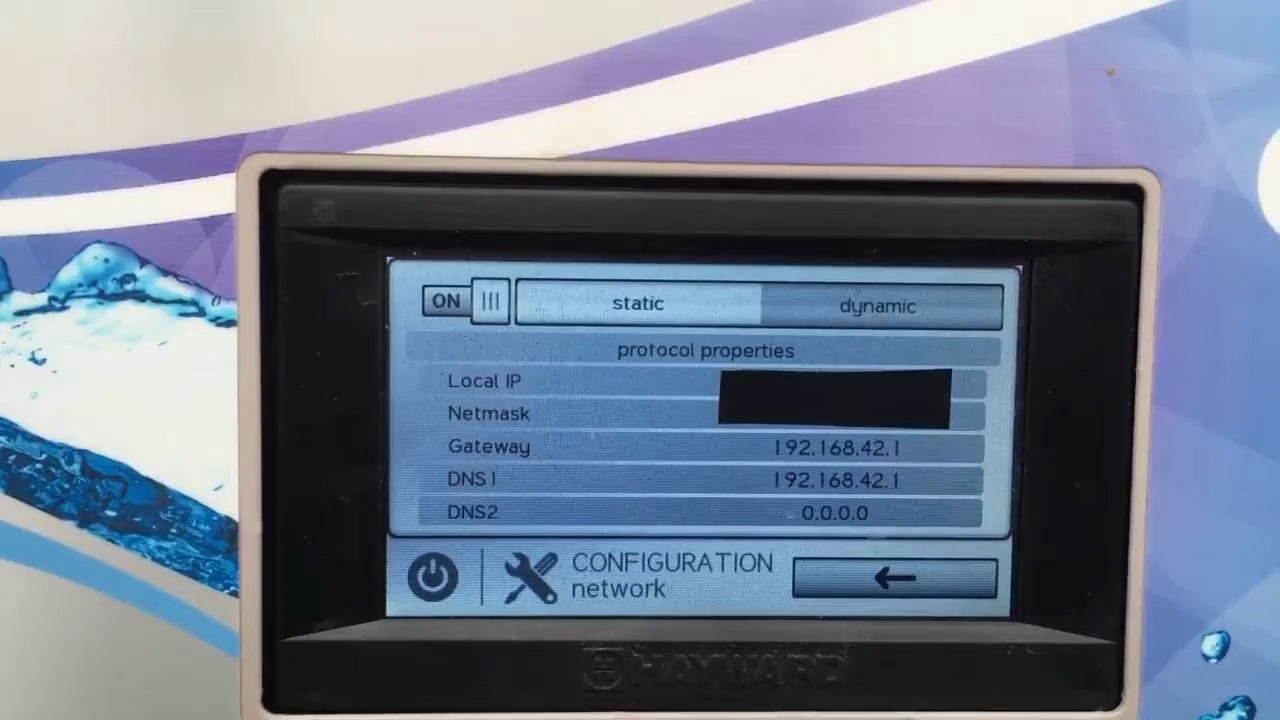 ON static dynamic
protocol properties
Local IP
Netmask
Gateway 192.168.42.1
DNS1 192.168.42.1
DNS2 0.0.0.0
CONFIGURATION
network
HAYWARD